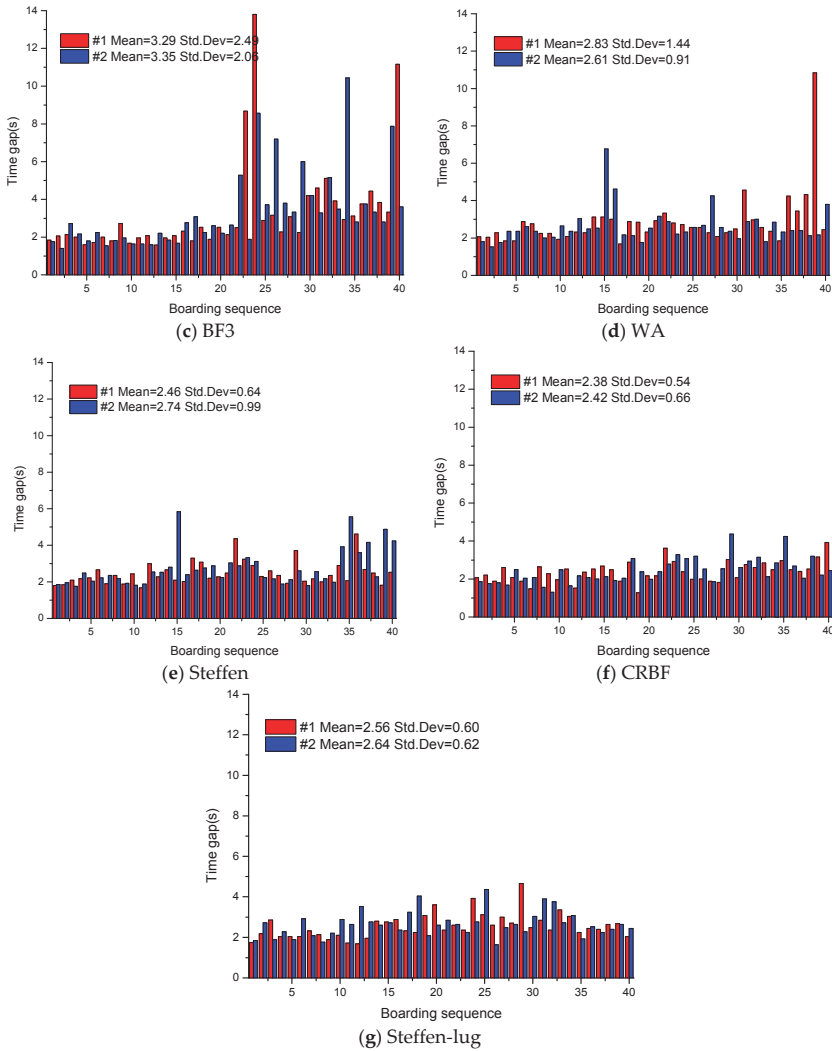 14
12
10
8
6
4
2
0
Time gap(s)
#1 Mean=3.29 Std.Dev=2.49
#2 Mean=3.35 Std.Dev=2.06
5 10 15 20 25 30 35 40
Boarding sequence
(c) BF3
14
12
10
8
6
4
2
0
Time gap(s)
#1 Mean=2.83 Std.Dev=1.44
#2 Mean=2.61 Std.Dev=0.91
5 10 15 20 25 30 35 40
Boarding sequence
(d) WA
14
12
10
8
6
4
2
0
Time gap(s)
#1 Mean=2.46 Std.Dev=0.64
#2 Mean=2.74 Std.Dev=0.99
5 10 15 20 25 30 35 40
Boarding sequence
(e) Steffen
14
12
10
8
6
4
2
0
Time gap(s)
#1 Mean=2.38 Std.Dev=0.54
#2 Mean=2.42 Std.Dev=0.66
5 10 15 20 25 30 35 40
Boarding sequence
(f) CRBF
14
12
10
8
6
4
2
0
Time gap(s)
#1 Mean=2.56 Std.Dev=0.60
#2 Mean=2.64 Std.Dev=0.62
5 10 15 20 25 30 35 40
Boarding sequence
(g) Steffen-lug